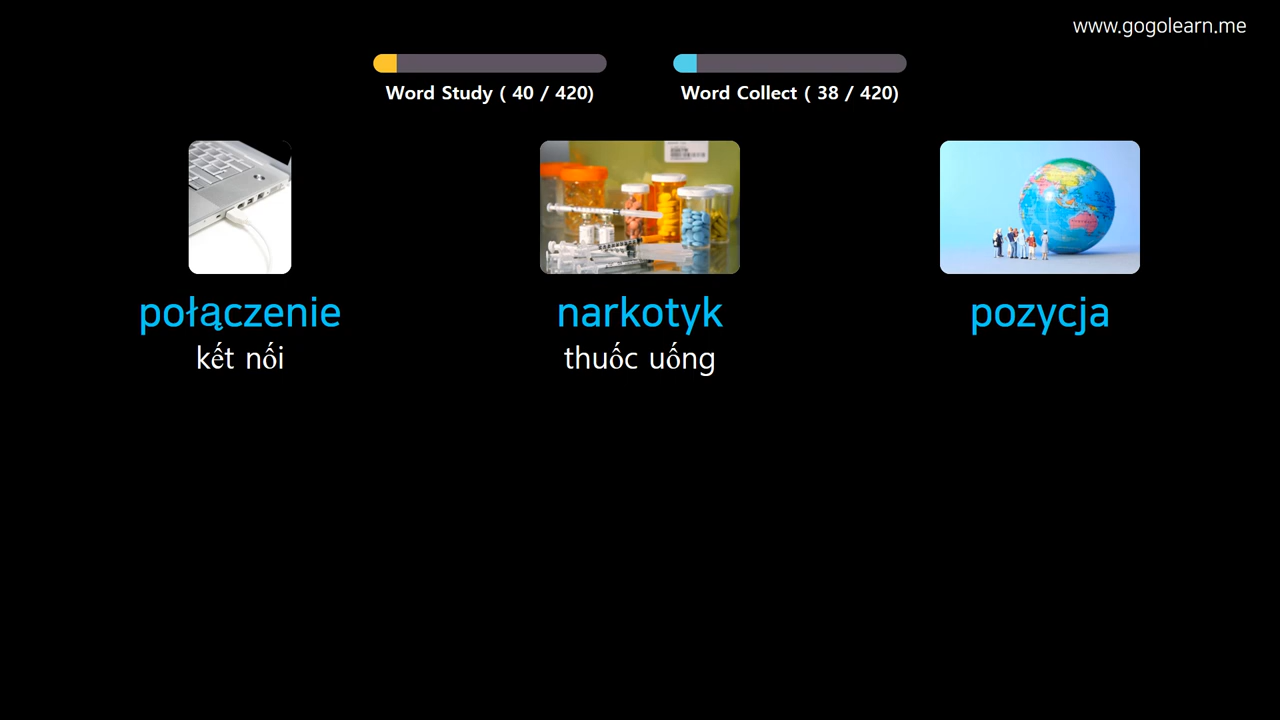 www.gogolearn.me
Word Study ( 40 / 420)
Word Collect ( 38 / 420)
połączenie
kết nối
narkotyk
thuốc uống
pozycja